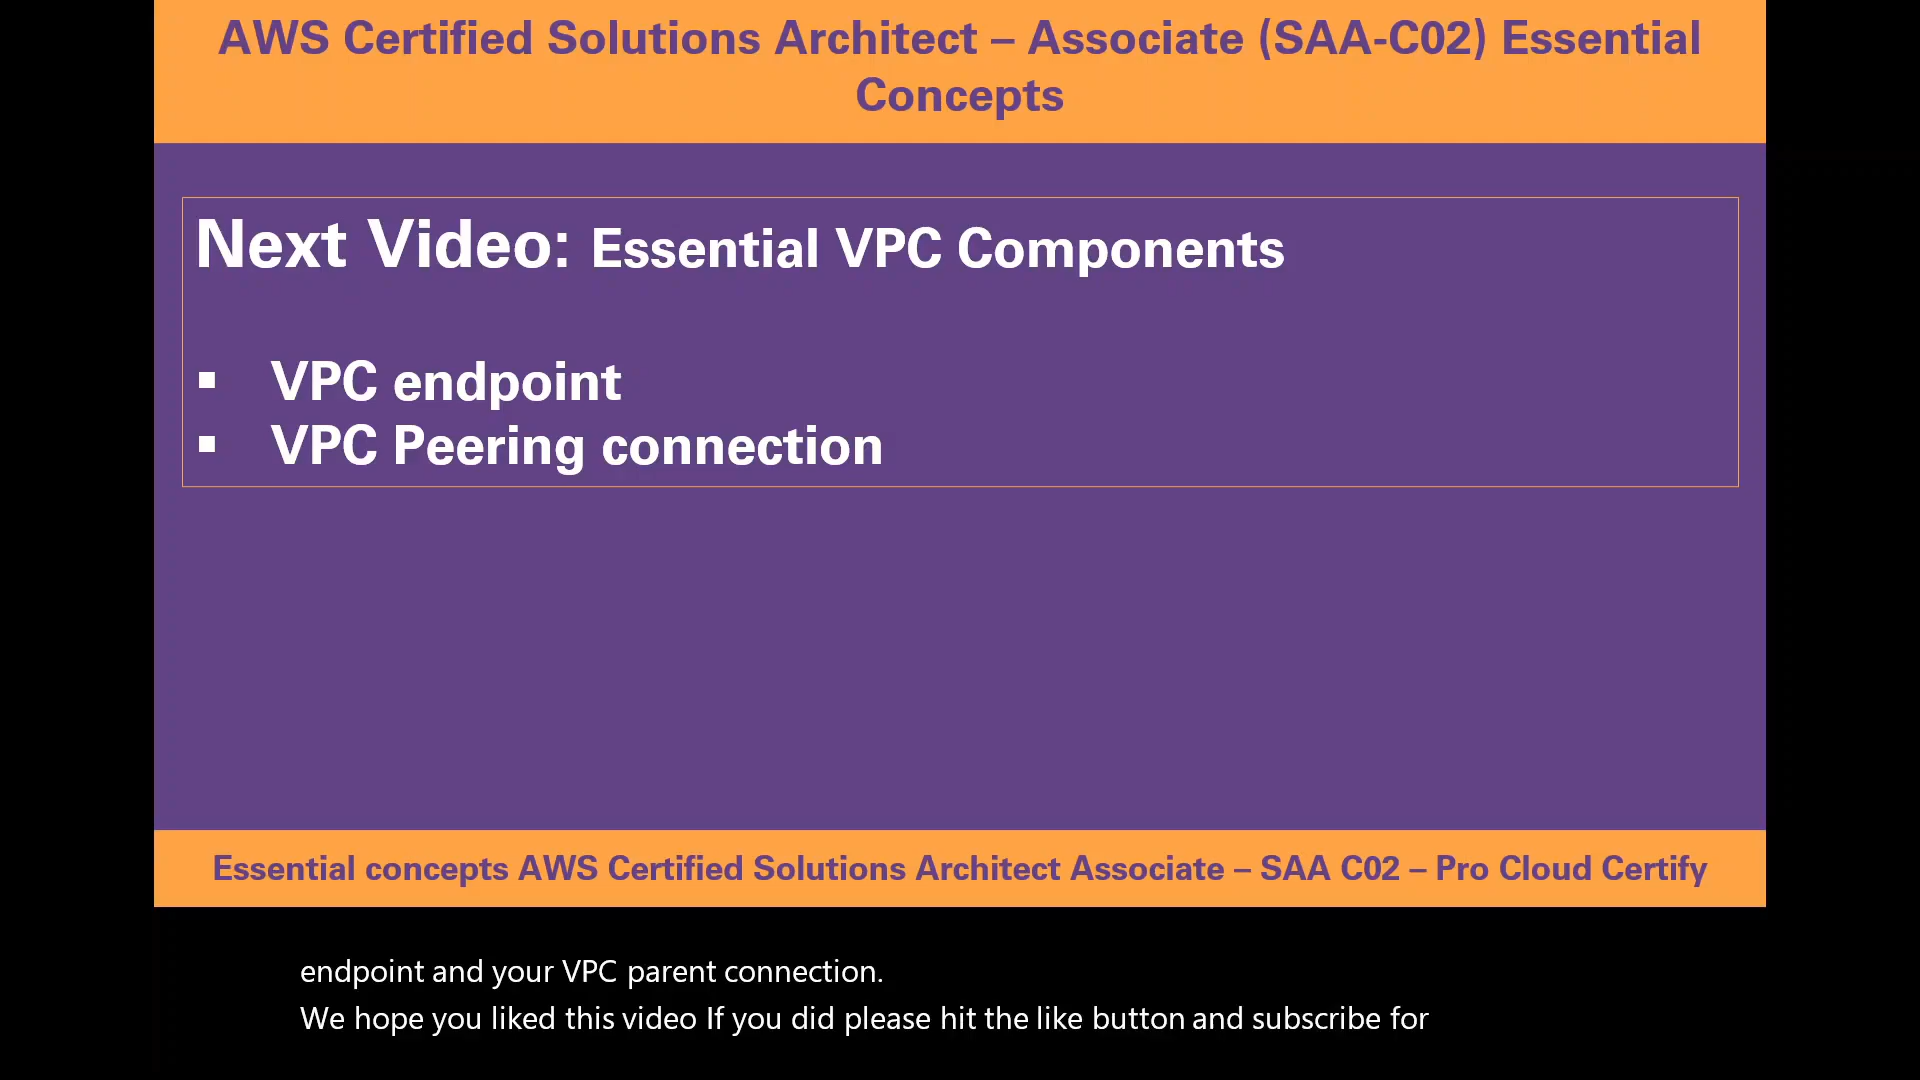 AWS Certified Solutions Architect – Associate (SAA-C02) Essential
Concepts
Next Video: Essential VPC Components
▪ VPC endpoint
▪ VPC Peering connection
Essential concepts AWS Certified Solutions Architect Associate – SAA C02 – Pro Cloud Certify
endpoint and your VPC parent connection.
We hope you liked this video If you did please hit the like button and subscribe for